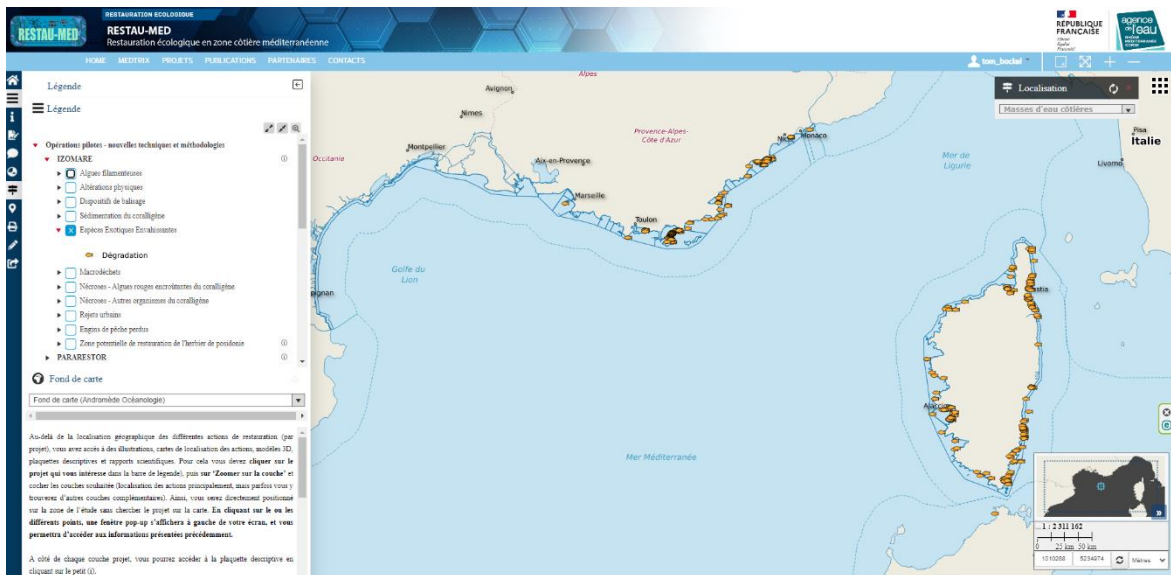 RESTAU-MED
RESTAURATION ECOLOGIQUE
RESTAU-MED
Restauration écologique en zone côtière méditerranéenne
RÉPUBLIQUE
FRANÇAISE
Liberté
Égalité
Fraternité
agence
de l'eau
HOME MEDTRIX PROJETS PUBLICATIONS PARTENAIRES CONTACTS
tom_bockel
Légende
Légende
Opérations pilotes - nouvelles techniques et méthodologies
IZOMARE
Algues filamenteuses
Altérations physiques
Dispositifs de balisage
Sédimentation du coralligène
Espèces Exotiques Envahissantes
Dégradation
Macrodéchets
Nécroses - Algues rouges encroûtantes du coralligène
Nécroses - Autres organismes du coralligène
Rejets urbains
Engins de pêche perdus
Zone potentielle de restauration de l'herbier de posidonie
PARARESTOR
Fond de carte
Fond de carte (Andromède Océanologie)
Au-delà de la localisation géographique des différentes actions de restauration (par
projet), vous avez accès à des illustrations, cartes de localisation des actions, modèles 3D,
plaquettes descriptives et rapports scientifiques. Pour cela vous devez cliquer sur le
projet qui vous intéresse dans la barre de légende), puis sur 'Zoomer sur la couche' et
cocher les couches souhaitée (localisation des actions principalement, mais parfois vous y
trouverez d'autres couches complémentaires). Ainsi, vous serez directement positionné
sur la zone de l'étude sans chercher le projet sur la carte. En cliquant sur le ou les
différents points, une fenêtre pop-up s'affichera à gauche de votre écran, et vous
permettra d'accéder aux informations présentées précédemment.
A côté de chaque couche projet, vous pourrez accéder à la plaquette descriptive en
cliquant sur le petit (i).
Localisation
Masses d'eau côtières
Alpes
Avignon
Nîmes
Provence-Alpes-
Côte d'Azur
Monaco
Montpellier
Occitanie
Aix-en-Provence
Marseille
Toulon
Pisa
Italie
Livorno
Mer de
Ligurie
Golfe du
Lion
pignan
Bastia
Ajaccio
Mer Méditerranée
1 : 2 311 162
0 25 km 50 km
1010288 5234974 Mètres